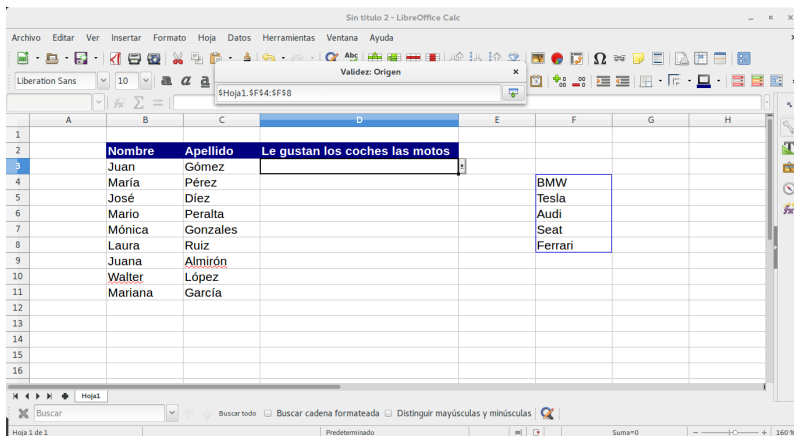 Sin título 2 - LibreOffice Calc
Archivo Editar Ver Insertar Formato Hoja Datos Herramientas Ventana Ayuda
Validez: Origen
Liberation Sans 10 a a a
$Hoja1.$F$4:$F$8
A B C D E F G H
1
2 Nombre Apellido Le gustan los coches las motos
3 Juan Gómez
4 María Pérez BMW
5 José Díez Tesla
6 Mario Peralta Audi
7 Mónica Gonzales Seat
8 Laura Ruiz Ferrari
9 Juana Almirón
10 Walter López
11 Mariana García
12
13
14
15
16
Hoja1
Buscar Buscar todo Buscar cadena formateada Distinguir mayúsculas y minúsculas
Hoja 1 de 1 Predeterminado Suma=0 160 %